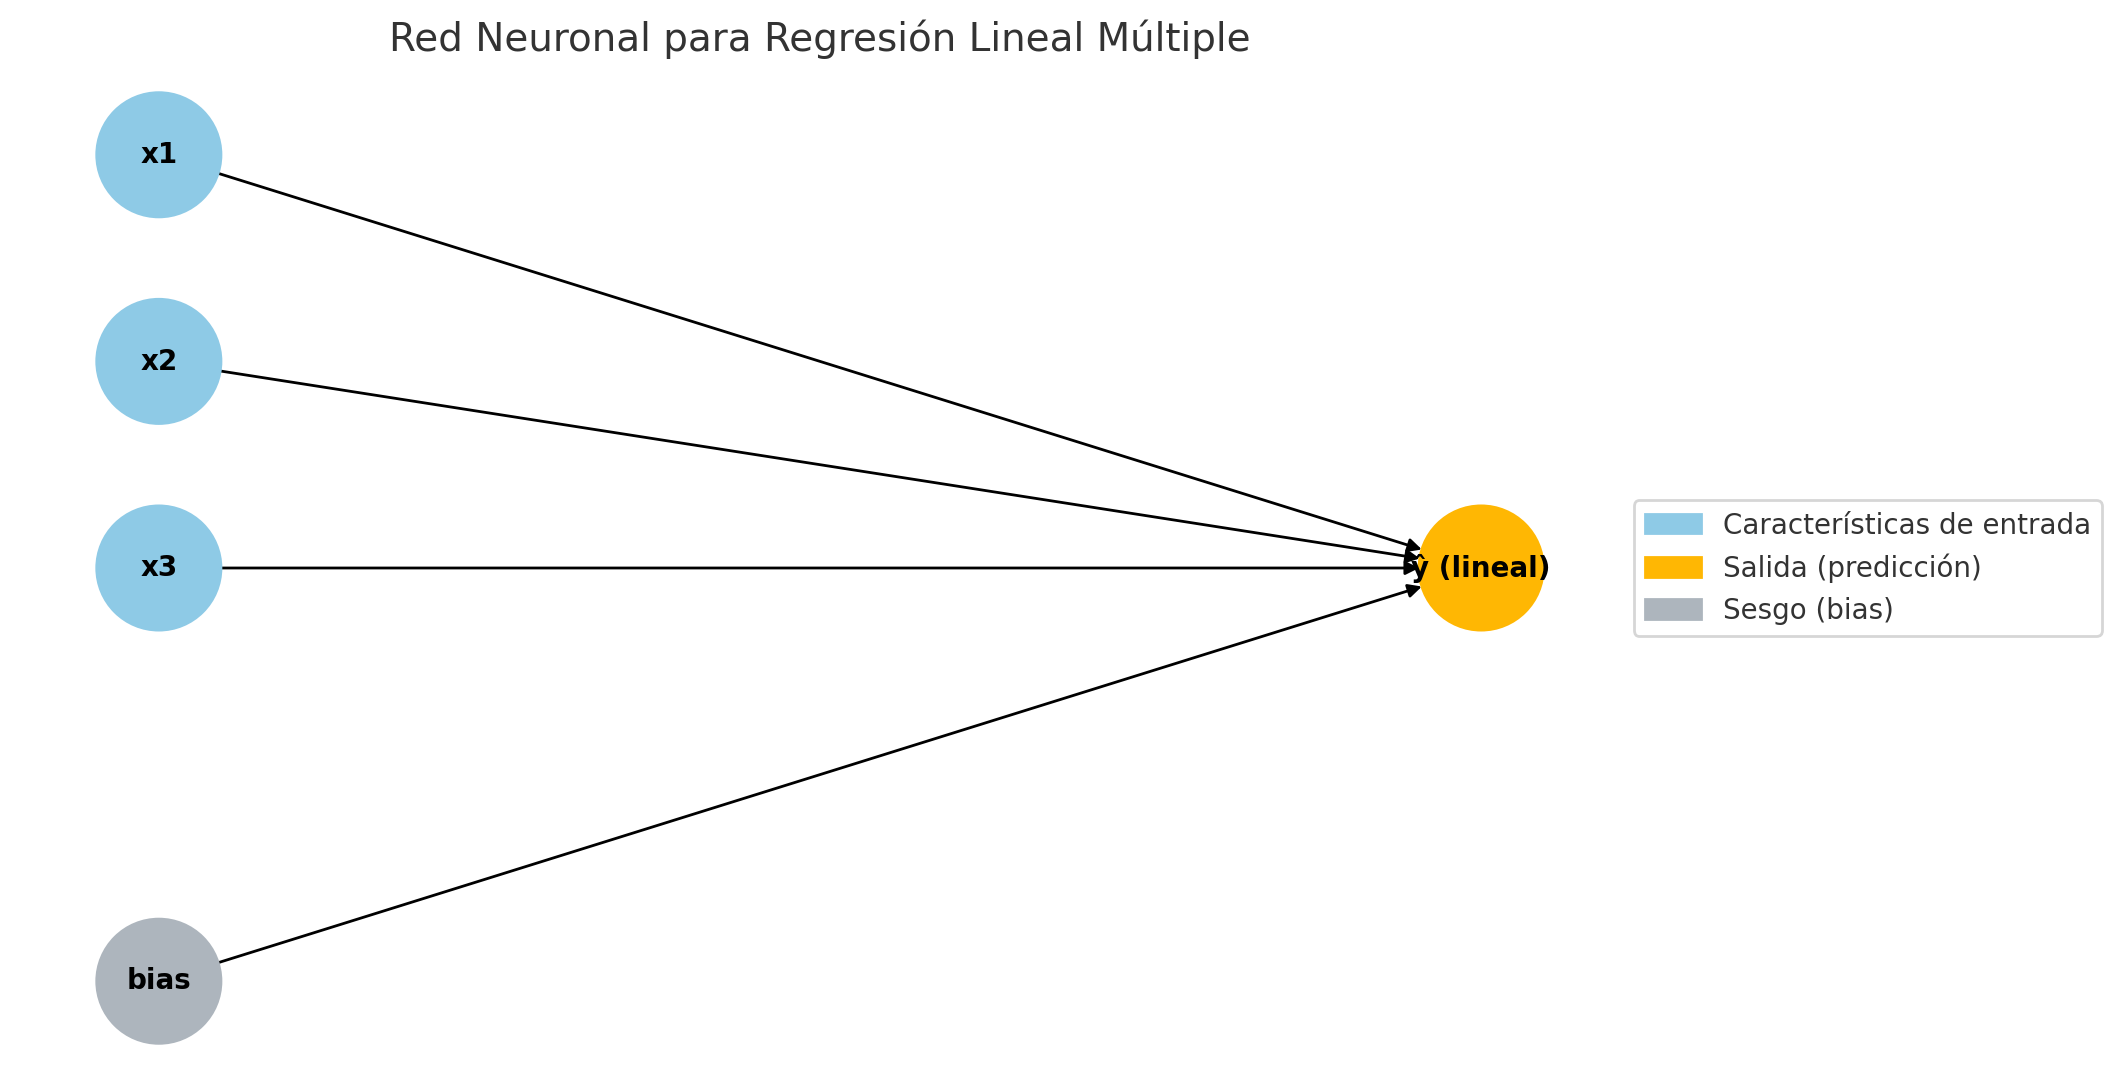 Red Neuronal para Regresión Lineal Múltiple
x1
x2
x3
bias
ŷ (lineal)
Características de entrada
Salida (predicción)
Sesgo (bias)